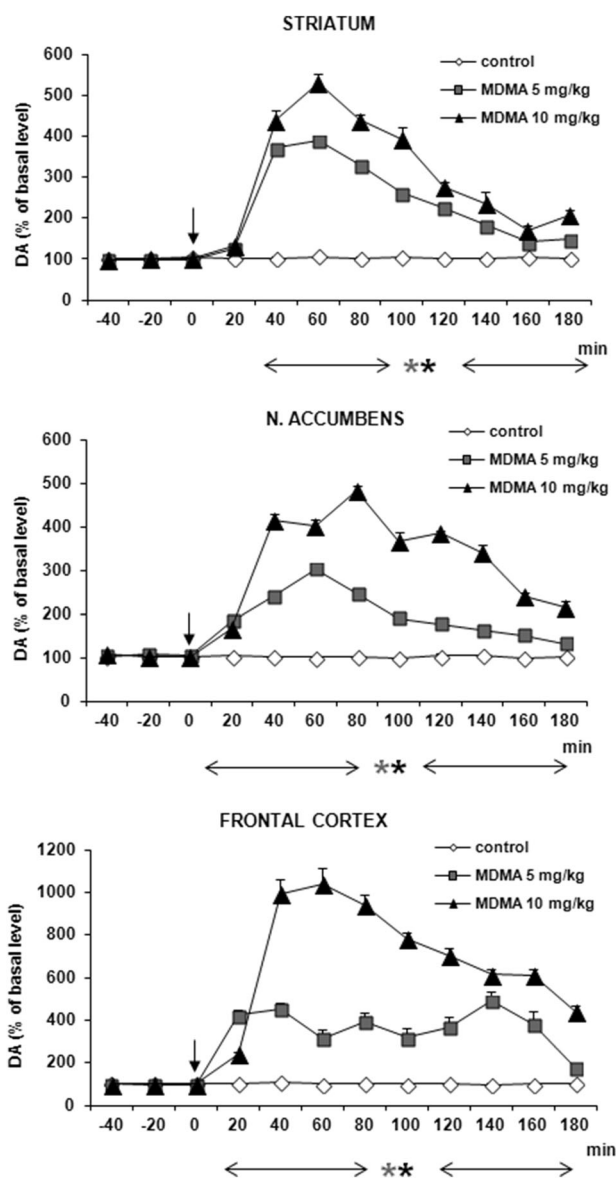 STRIATUM
DA (% of basal level)
600
500
400
300
200
100
0
control
MDMA 5 mg/kg
MDMA 10 mg/kg
-40 -20 0 20 40 60 80 100 120 140 160 180
min
**
N. ACCUMBENS
DA (% of basal level)
600
500
400
300
200
100
0
control
MDMA 5 mg/kg
MDMA 10 mg/kg
-40 -20 0 20 40 60 80 100 120 140 160 180
min
**
FRONTAL CORTEX
DA (% of basal level)
1200
1000
800
600
400
200
0
control
MDMA 5 mg/kg
MDMA 10 mg/kg
-40 -20 0 20 40 60 80 100 120 140 160 180
min
**